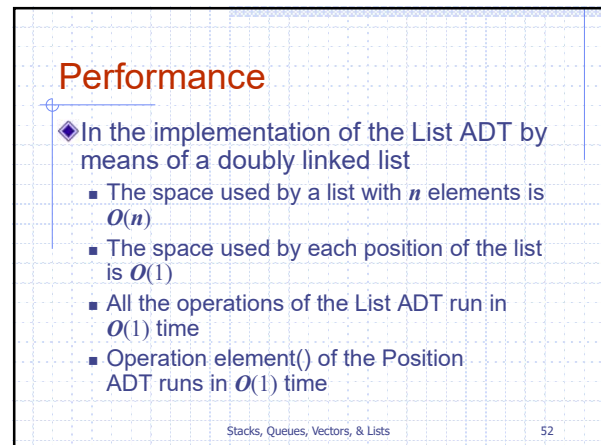 Performance
In the implementation of the List ADT by
means of a doubly linked list
The space used by a list with n elements is
O(n)
The space used by each position of the list
is O(1)
All the operations of the List ADT run in
O(1) time
Operation element() of the Position
ADT runs in O(1) time
Stacks, Queues, Vectors, & Lists 52